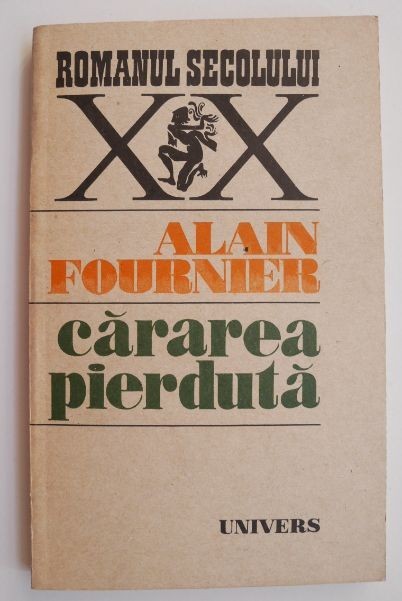 ROMANUL SECOLULUI
XX
ALAIN
FOURNIER
cărarea
pierdută
UNIVERS